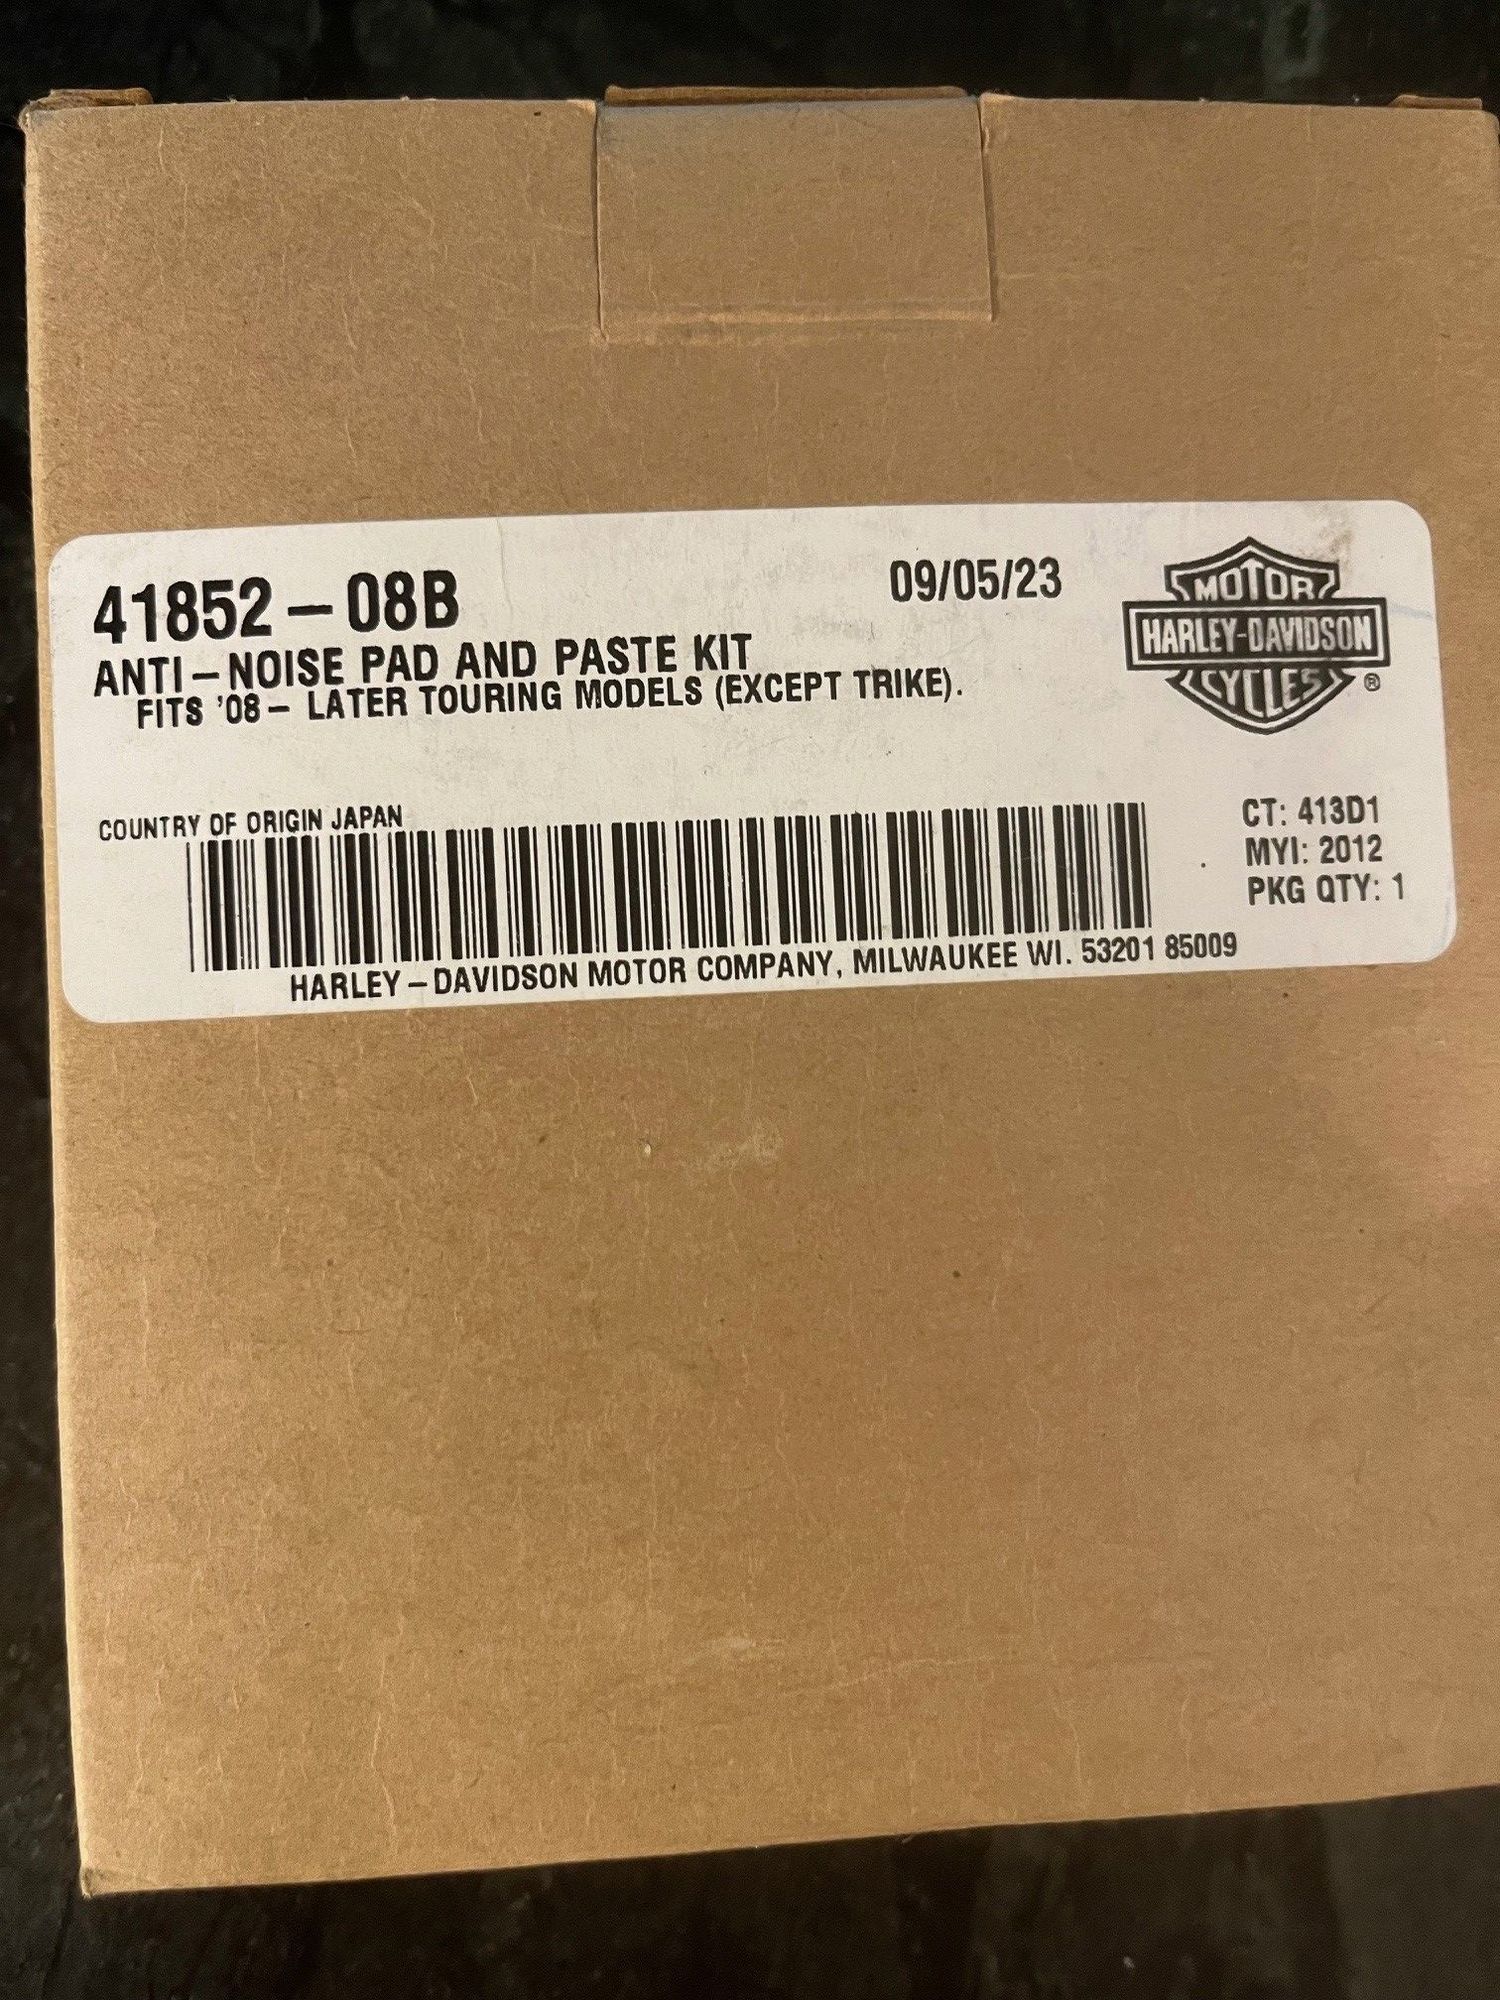 41852-08B
09/05/23
ANTI-NOISE PAD AND PASTE KIT
FITS '08- LATER TOURING MODELS (EXCEPT TRIKE).
MOTOR
HARLEY-DAVIDSON
CYCLES®
COUNTRY OF ORIGIN JAPAN
CT: 413D1
MYI: 2012
PKG QTY: 1
HARLEY-DAVIDSON MOTOR COMPANY, MILWAUKEE WI. 53201 85009